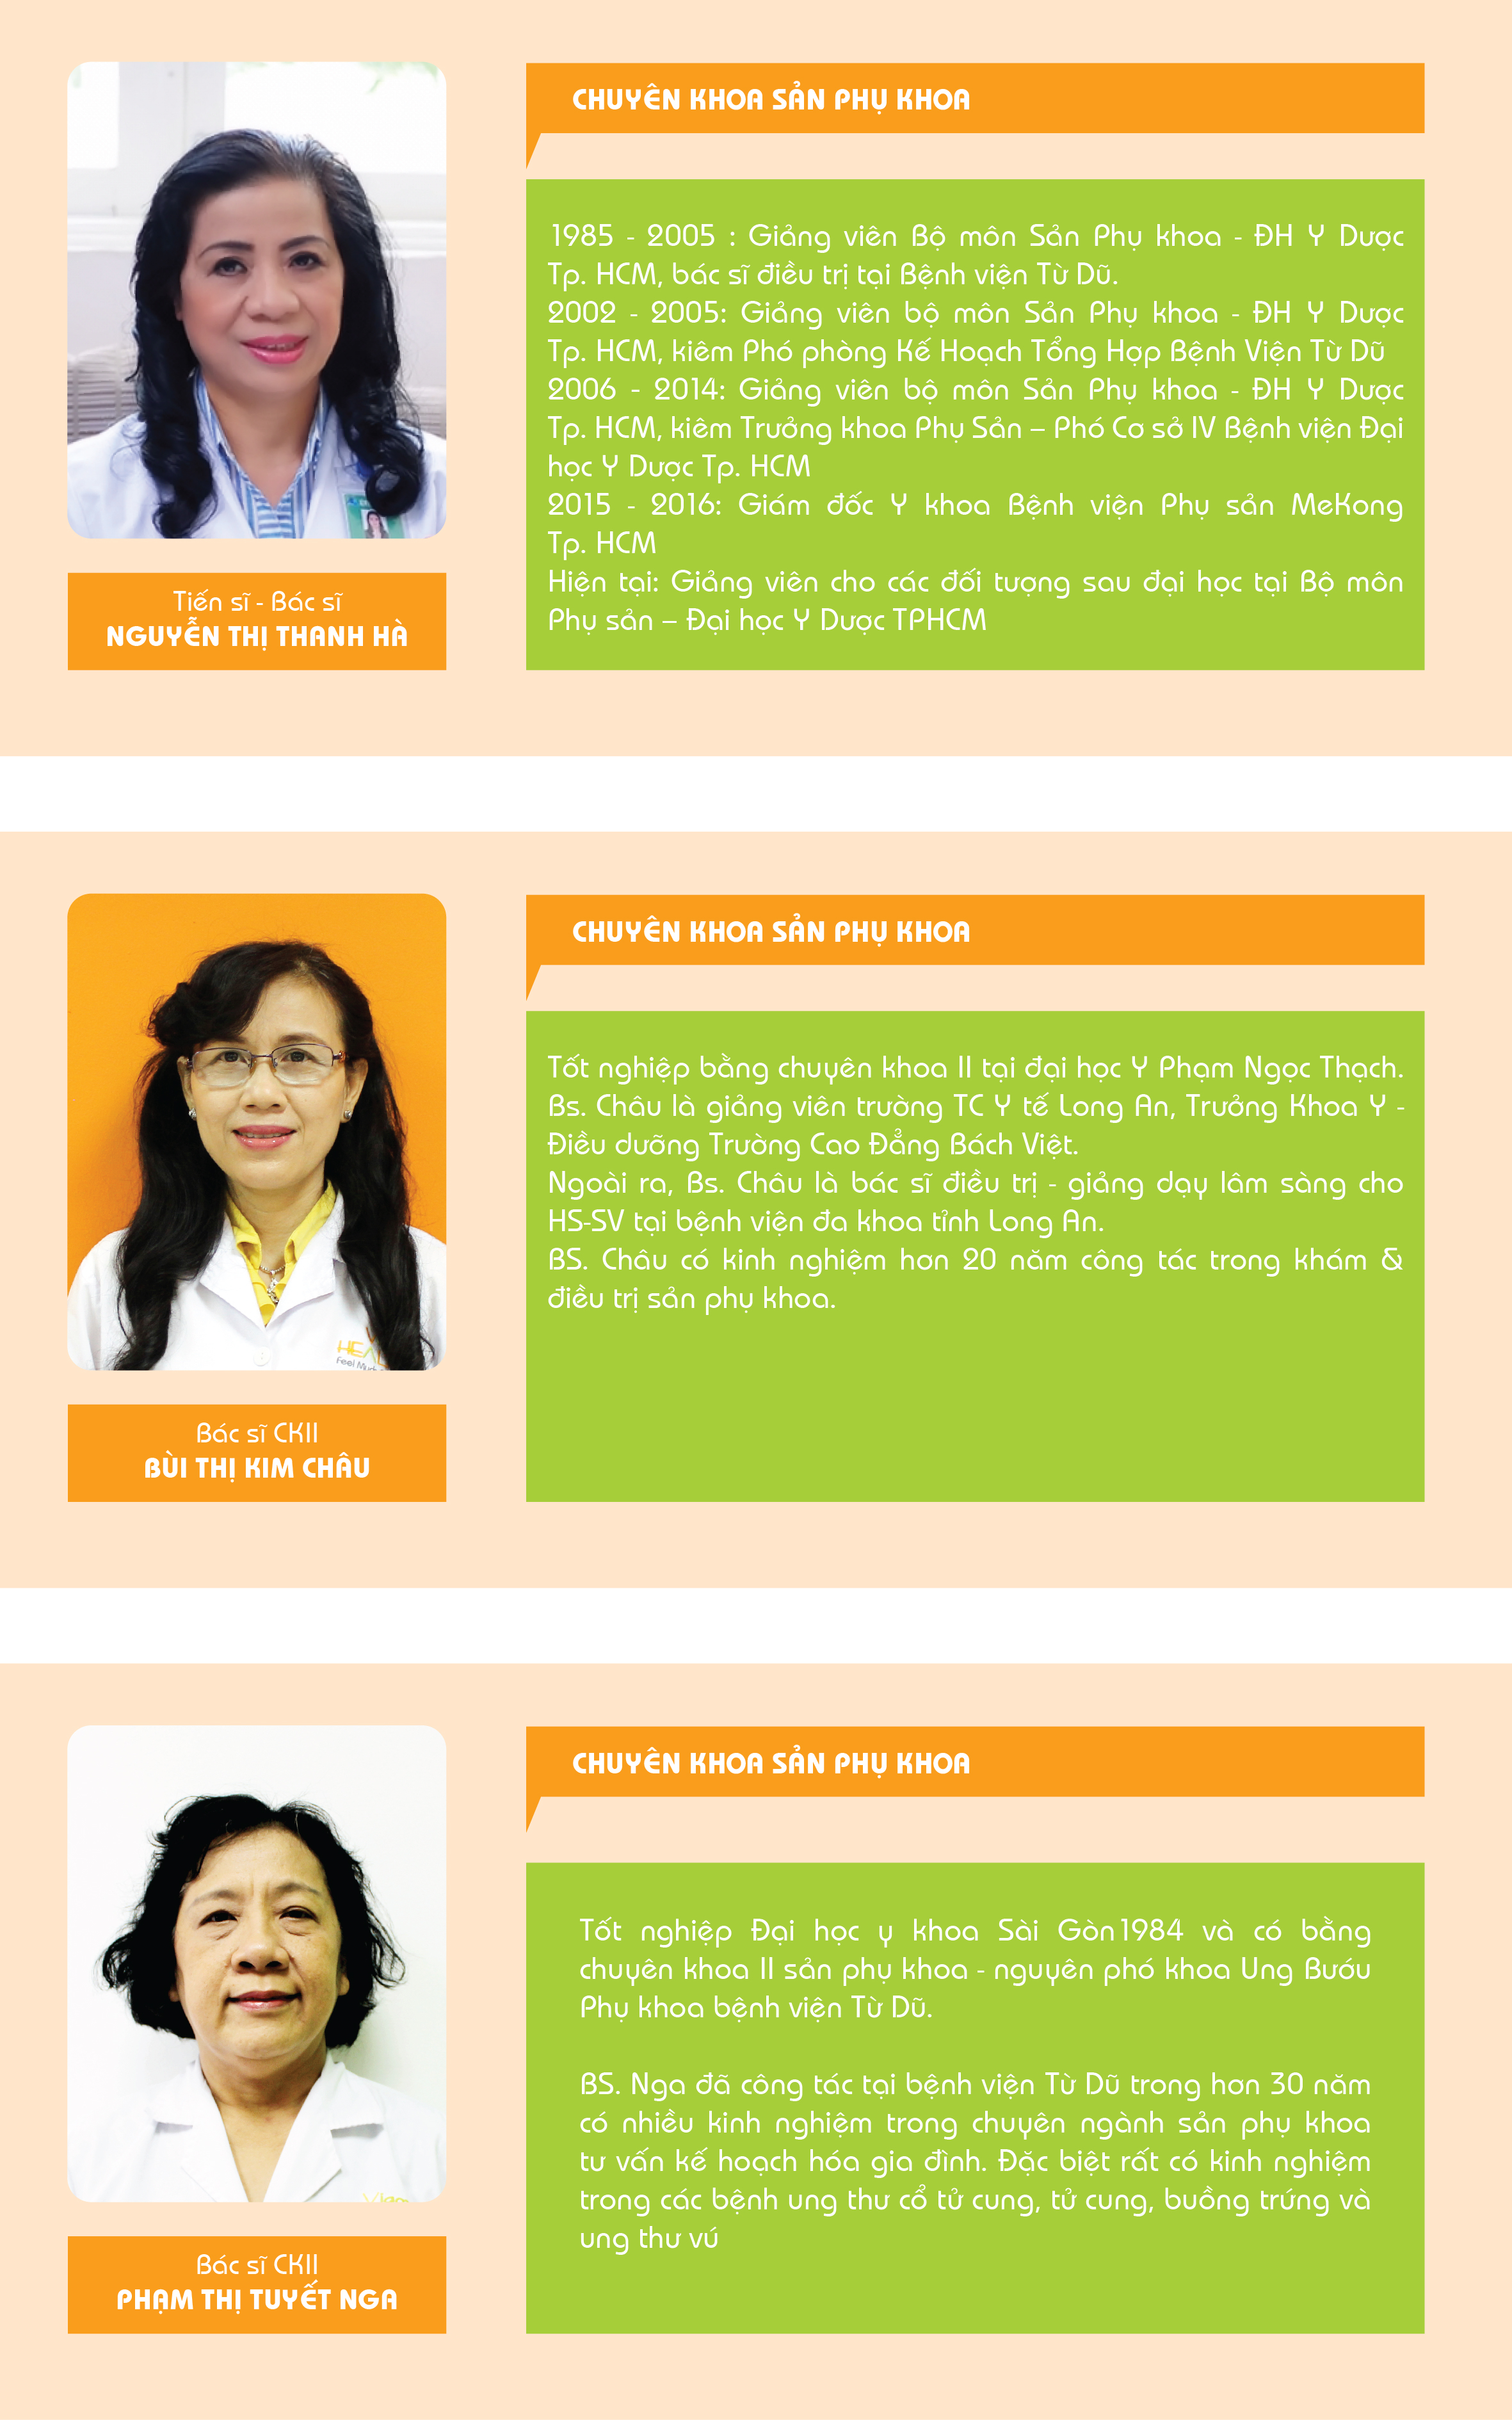 CHUYÊN KHOA SẢN PHỤ KHOA
1985 - 2005 : Giảng viên Bộ môn Sản Phụ khoa - ĐH Y Dược
Tp. HCM, bác sĩ điều trị tại Bệnh viện Từ Dũ.
2002 - 2005: Giảng viên bộ môn Sản Phụ khoa - ĐH Y Dược
Tp. HCM, kiêm Phó phòng Kế Hoạch Tổng Hợp Bệnh Viện Từ Dũ
2006 - 2014: Giảng viên bộ môn Sản Phụ khoa - ĐH Y Dược
Tp. HCM, kiêm Trưởng khoa Phụ Sản – Phó Cơ sở IV Bệnh viện Đại
học Y Dược Tp. HCM
2015 - 2016: Giám đốc Y khoa Bệnh viện Phụ sản MeKong
Tp. HCM
Hiện tại: Giảng viên cho các đối tượng sau đại học tại Bộ môn
Phụ sản – Đại học Y Dược TPHCM
Tiến sĩ - Bác sĩ
NGUYỄN THỊ THANH HÀ
CHUYÊN KHOA SẢN PHỤ KHOA
Tốt nghiệp bằng chuyên khoa II tại đại học Y Phạm Ngọc Thạch.
Bs. Châu là giảng viên trường TC Y tế Long An, Trưởng Khoa Y -
Điều dưỡng Trường Cao Đẳng Bách Việt.
Ngoài ra, Bs. Châu là bác sĩ điều trị - giảng dạy lâm sàng cho
HS-SV tại bệnh viện đa khoa tỉnh Long An.
BS. Châu có kinh nghiệm hơn 20 năm công tác trong khám &
điều trị sản phụ khoa.
Feel
Bác sĩ CKII
BÙI THỊ KIM CHÂU
CHUYÊN KHOA SẢN PHỤ KHOA
Tốt nghiệp Đại học y khoa Sài Gòn1984 và có bằng
chuyên khoa II sản phụ khoa - nguyên phó khoa Ung Bướu
Phụ khoa bệnh viện Từ Dũ.
BS. Nga đã công tác tại bệnh viện Từ Dũ trong hơn 30 năm
có nhiều kinh nghiệm trong chuyên ngành sản phụ khoa
tư vấn kế hoạch hóa gia đình. Đặc biệt rất có kinh nghiệm
trong các bệnh ung thư cổ tử cung, tử cung, buồng trứng và
ung thư vú
Bác sĩ CKII
PHẠM THỊ TUYẾT NGA